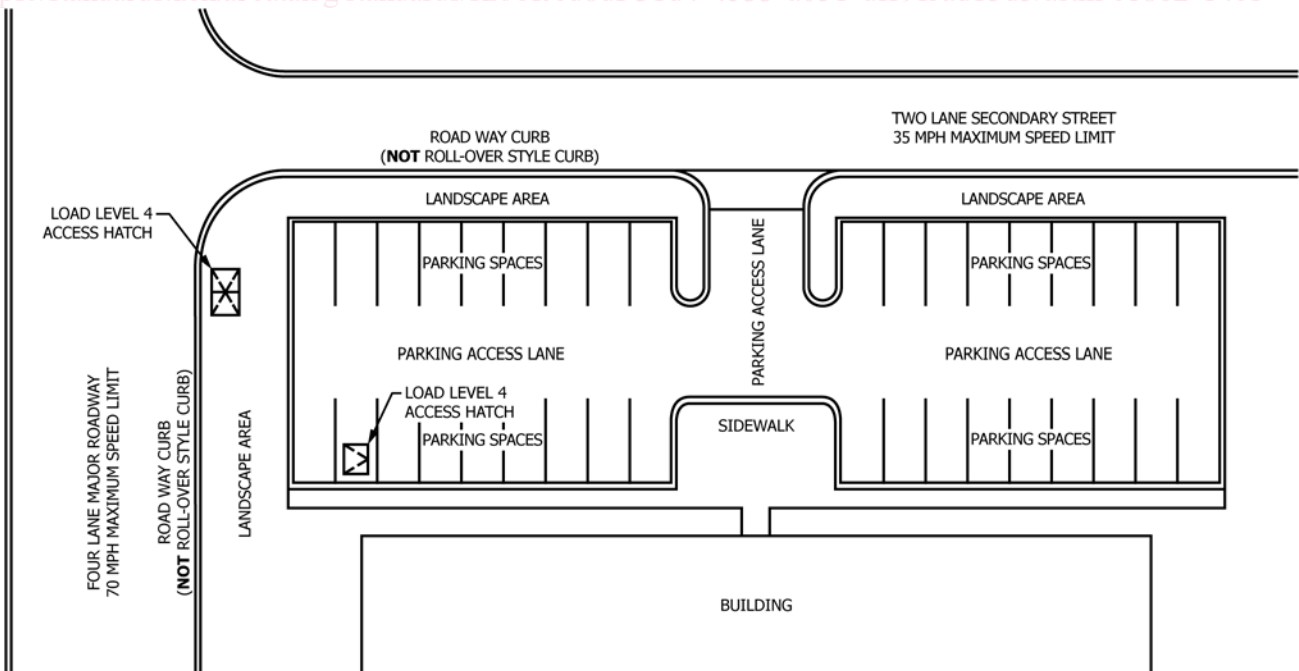 TWO LANE SECONDARY STREET
35 MPH MAXIMUM SPEED LIMIT
ROAD WAY CURB
(NOT ROLL-OVER STYLE CURB)
LANDSCAPE AREA
LANDSCAPE AREA
LOAD LEVEL 4
ACCESS HATCH
PARKING SPACES
PARKING ACCESS LANE
PARKING SPACES
PARKING ACCESS LANE
PARKING ACCESS LANE
LOAD LEVEL 4
ACCESS HATCH
PARKING SPACES
SIDEWALK
PARKING SPACES
FOUR LANE MAJOR ROADWAY
70 MPH MAXIMUM SPEED LIMIT
ROAD WAY CURB
(NOT ROLL-OVER STYLE CURB)
LANDSCAPE AREA
BUILDING